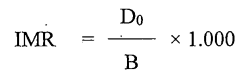 D₀
IMR = ──── × 1.000
B